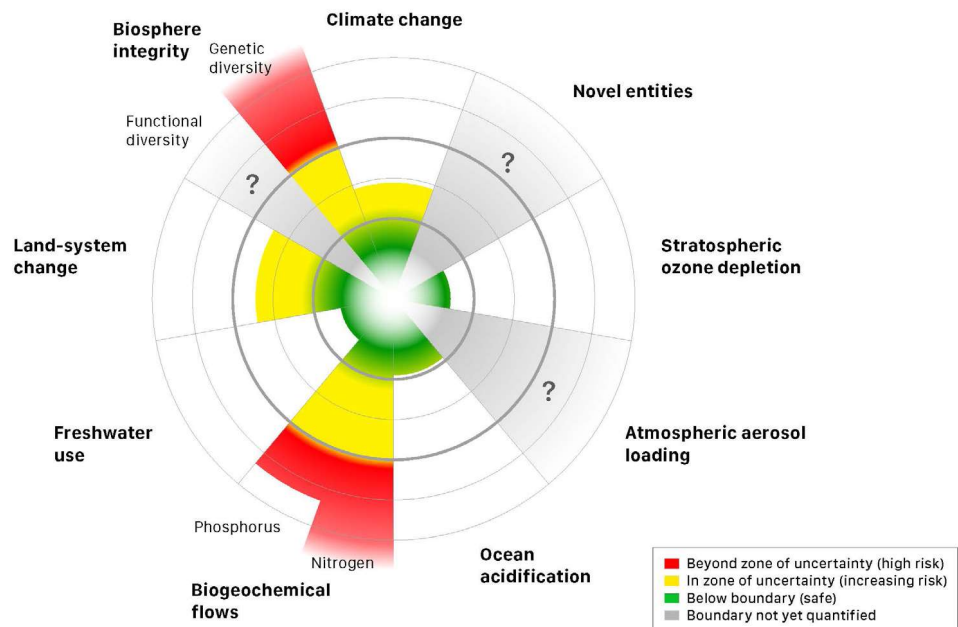 Climate change
Biosphere
integrity
Genetic
diversity
Functional
diversity
Novel entities
?
?
Land-system
change
Stratospheric
ozone depletion
?
Freshwater
use
Atmospheric aerosol
loading
Phosphorus
Nitrogen
Biogeochemical
flows
Ocean
acidification
Beyond zone of uncertainty (high risk)
In zone of uncertainty (increasing risk)
Below boundary (safe)
Boundary not yet quantified